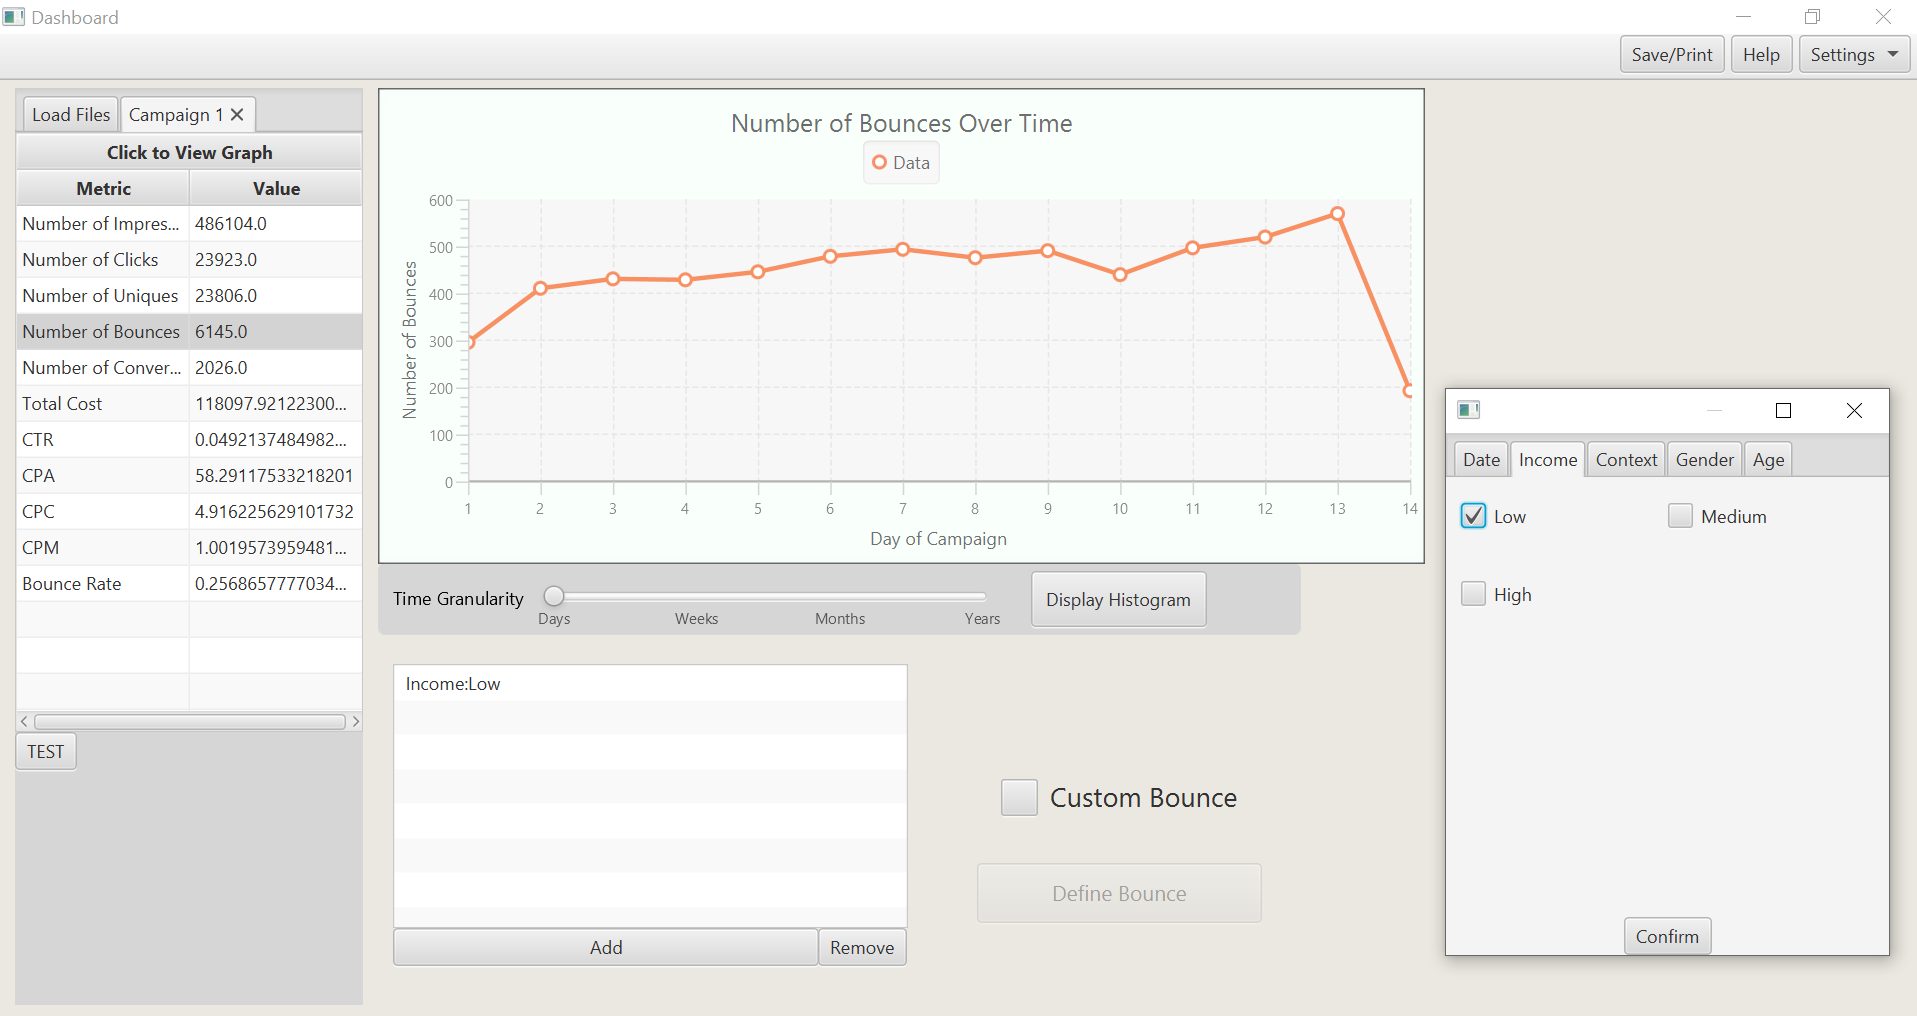 Dashboard
Save/Print Help Settings
Load Files Campaign 1
Click to View Graph
Metric Value
Number of Impres... 486104.0
Number of Clicks 23923.0
Number of Uniques 23806.0
Number of Bounces 6145.0
Number of Conver... 2026.0
Total Cost 118097.92122300...
CTR 0.0492137484982...
CPA 58.29117533218201
CPC 4.916225629101732
CPM 1.0019573959481...
Bounce Rate 0.2568657777034...
TEST
Number of Bounces Over Time
Data
Number of Bounces
600
500
400
300
200
100
0
1 2 3 4 5 6 7 8 9 10 11 12 13 14
Day of Campaign
Time Granularity
Days Weeks Months Years
Display Histogram
Income:Low
Add Remove
Custom Bounce
Define Bounce
Date Income Context Gender Age
Low Medium
High
Confirm